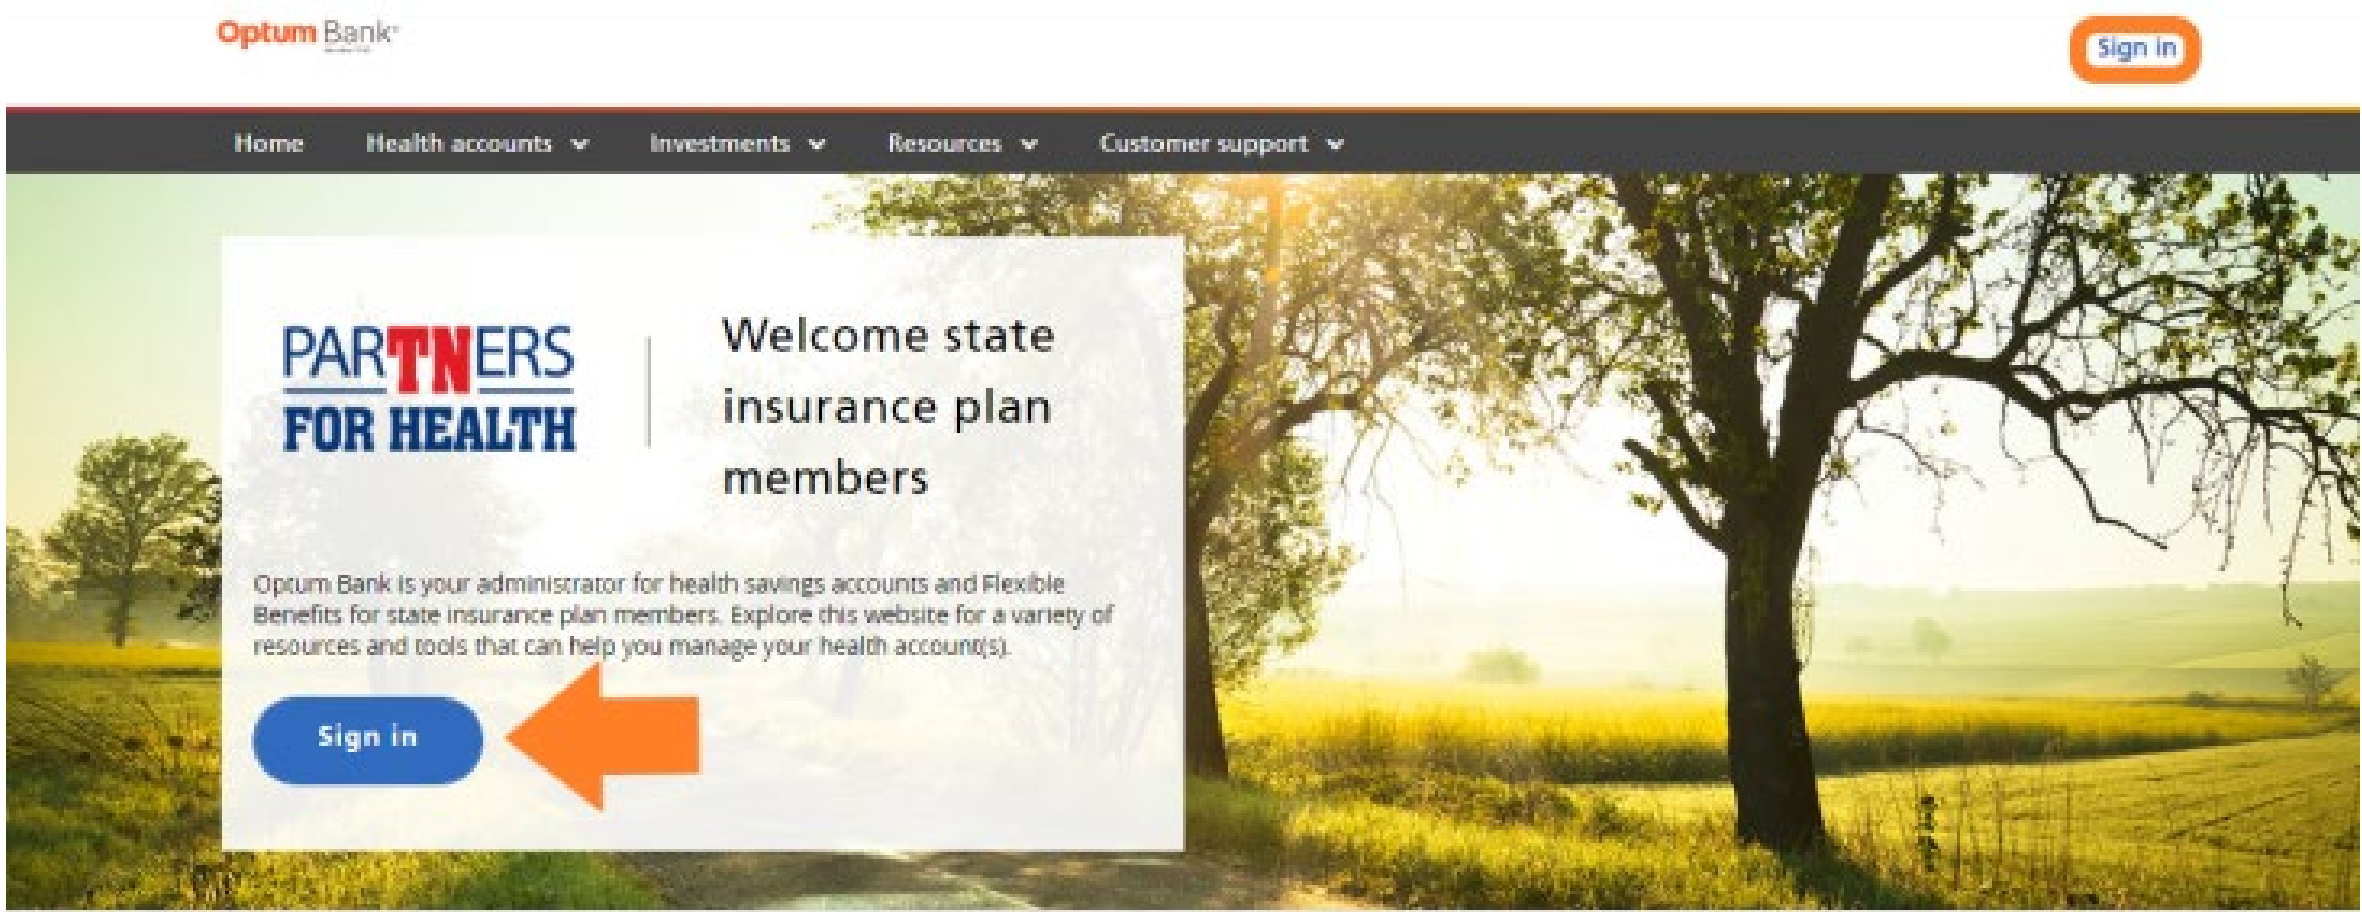 Optum Bank
Sign in
Home Health accounts Investments Resources Customer support
PARTNERS
FOR HEALTH
Welcome state
insurance plan
members
Optum Bank is your administrator for health savings accounts and Flexible
Benefits for state insurance plan members. Explore this website for a variety of
resources and tools that can help you manage your health account(s).
Sign in